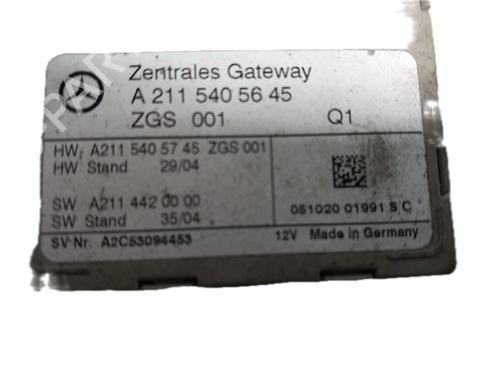 Zentrales Gateway
A 211 540 56 45
ZGS 001 Q1
HW A211 540 57 45 ZGS 001
HW Stand 29/04
SW A211 442 00 00
SW Stand 35/04
051020 01991 S C
SV-Nr. A2C53094453
12V Made in Germany